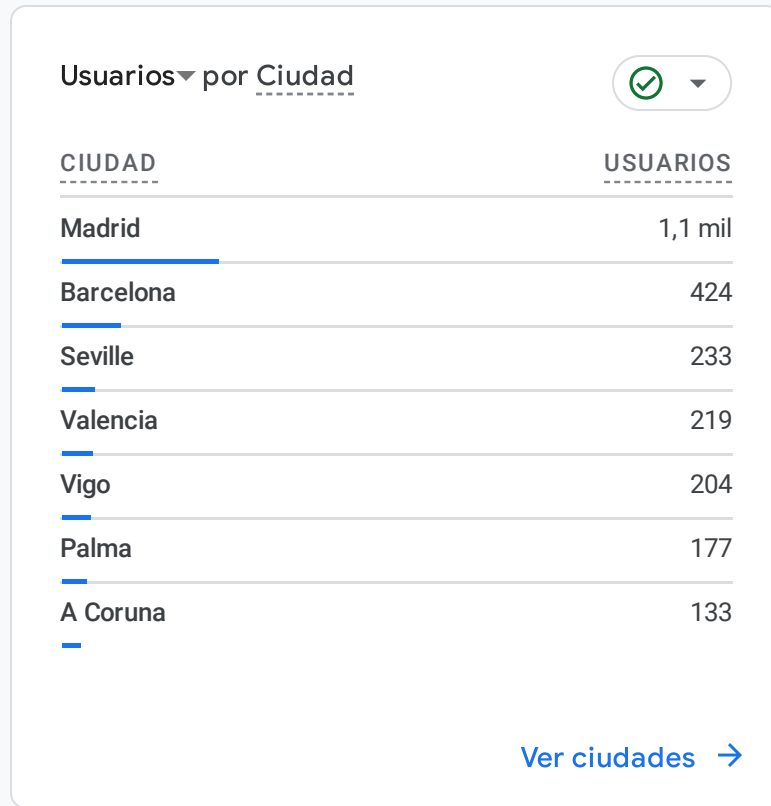 Usuarios por Ciudad
CIUDAD USUARIOS
Madrid 1,1 mil
Barcelona 424
Seville 233
Valencia 219
Vigo 204
Palma 177
A Coruna 133
Ver ciudades